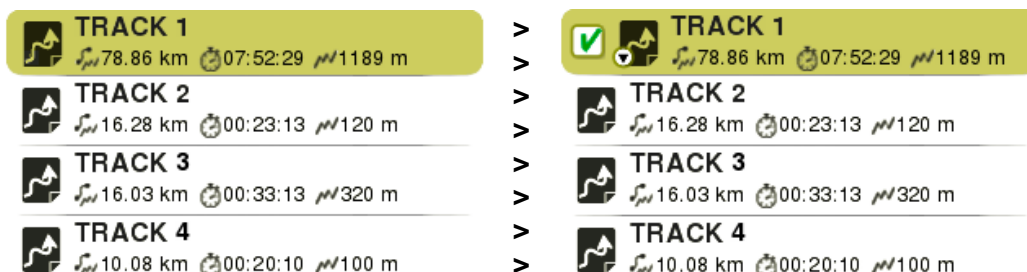 TRACK 1
78.86 km 07:52:29 1189 m
TRACK 2
16.28 km 00:23:13 120 m
TRACK 3
16.03 km 00:33:13 320 m
TRACK 4
10.08 km 00:20:10 100 m
>
>
>
>
>
>
>
>
TRACK 1
78.86 km 07:52:29 1189 m
TRACK 2
16.28 km 00:23:13 120 m
TRACK 3
16.03 km 00:33:13 320 m
TRACK 4
10.08 km 00:20:10 100 m